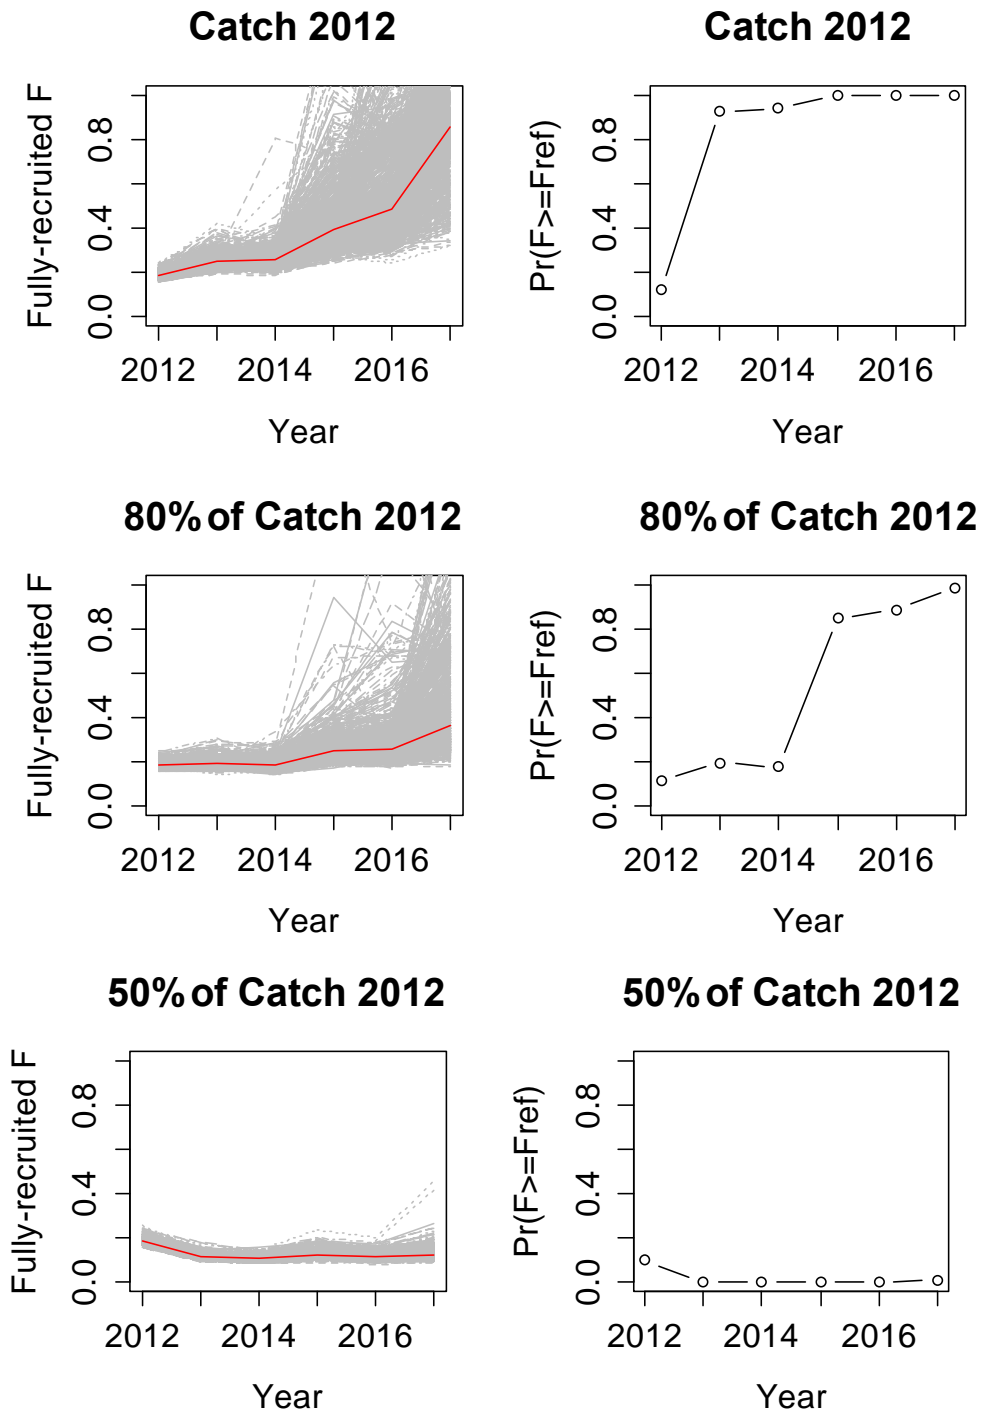 Catch 2012
Fully-recruited F
0.0 0.4 0.8
2012 2014 2016
Year
Catch 2012
Pr(F>=Fref)
0.0 0.4 0.8
2012 2014 2016
Year
80% of Catch 2012
Fully-recruited F
0.0 0.4 0.8
2012 2014 2016
Year
80% of Catch 2012
Pr(F>=Fref)
0.0 0.4 0.8
2012 2014 2016
Year
50% of Catch 2012
Fully-recruited F
0.0 0.4 0.8
2012 2014 2016
Year
50% of Catch 2012
Pr(F>=Fref)
0.0 0.4 0.8
2012 2014 2016
Year